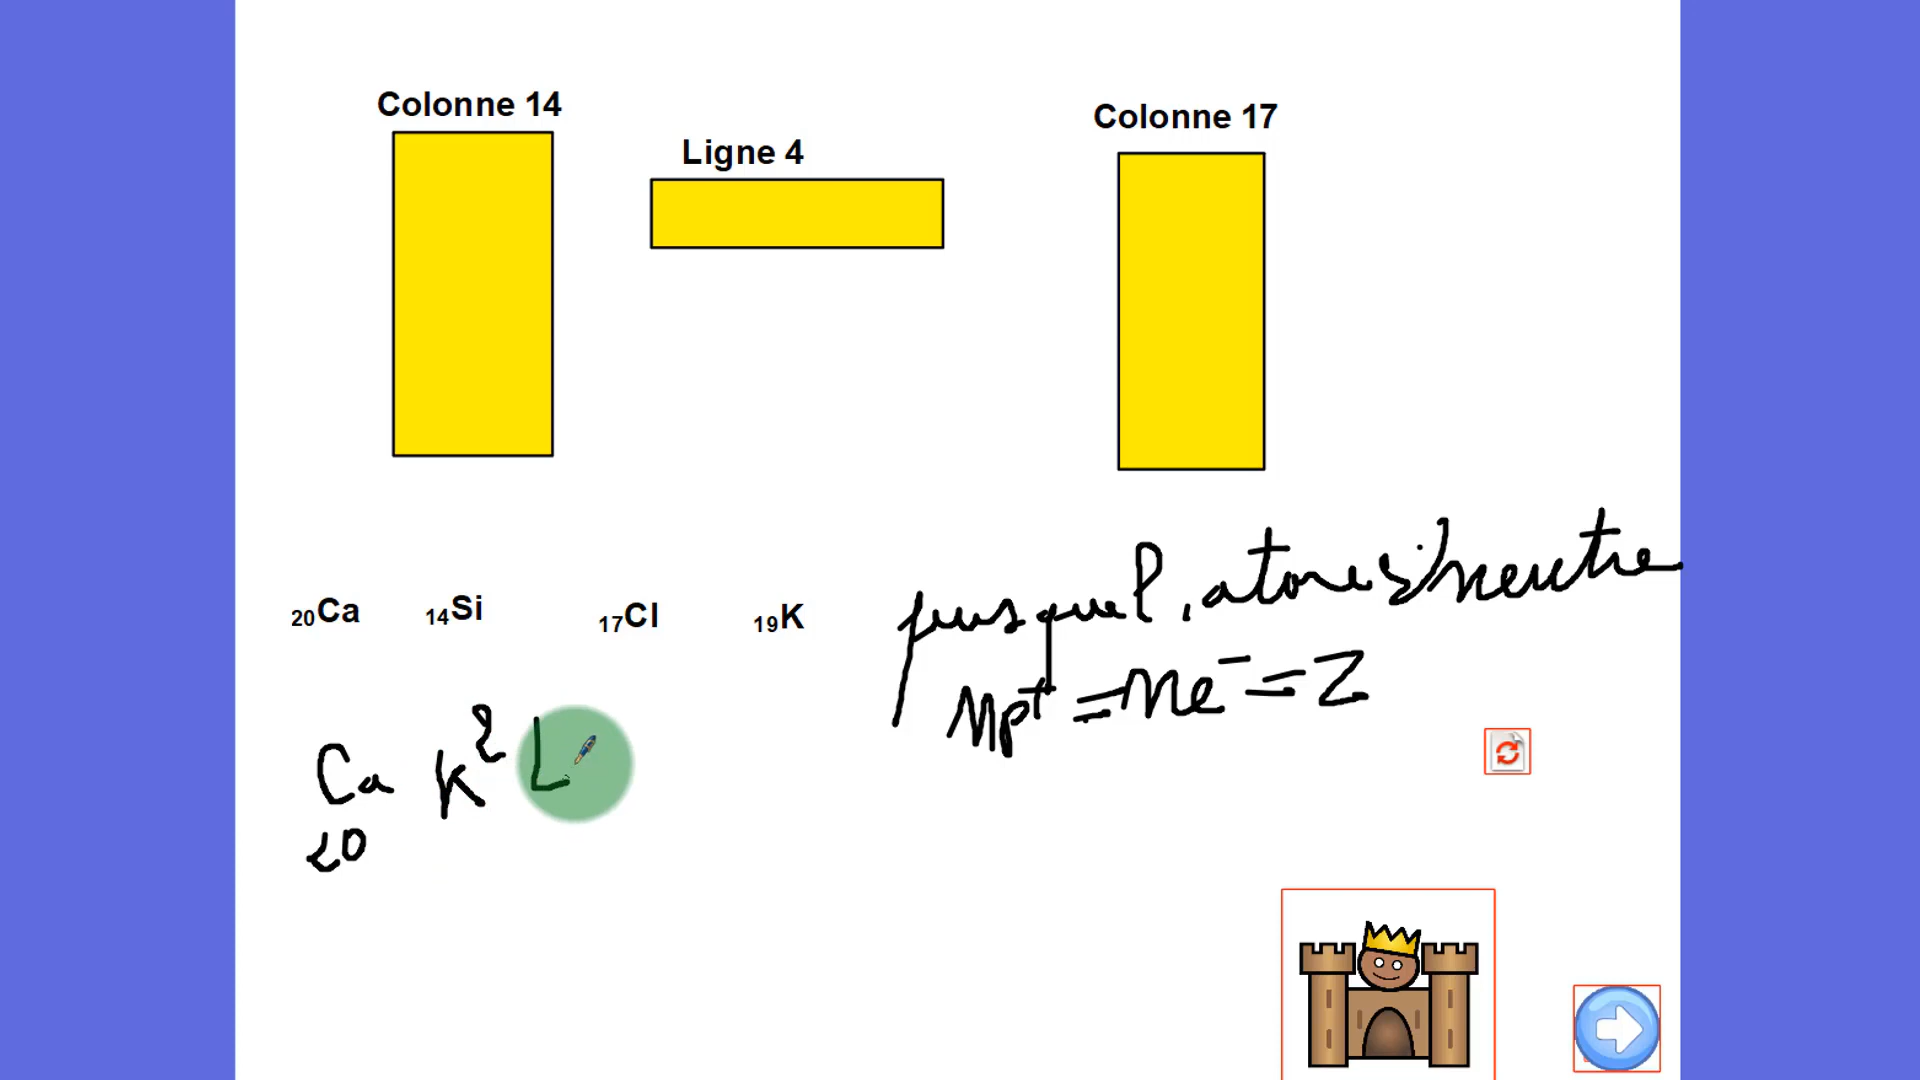 Colonne 14
Ligne 4
Colonne 17
20Ca 14Si 17Cl 19K
puisque l'atome est neutre
Np+ = Ne- = Z
Ca K2 L
20